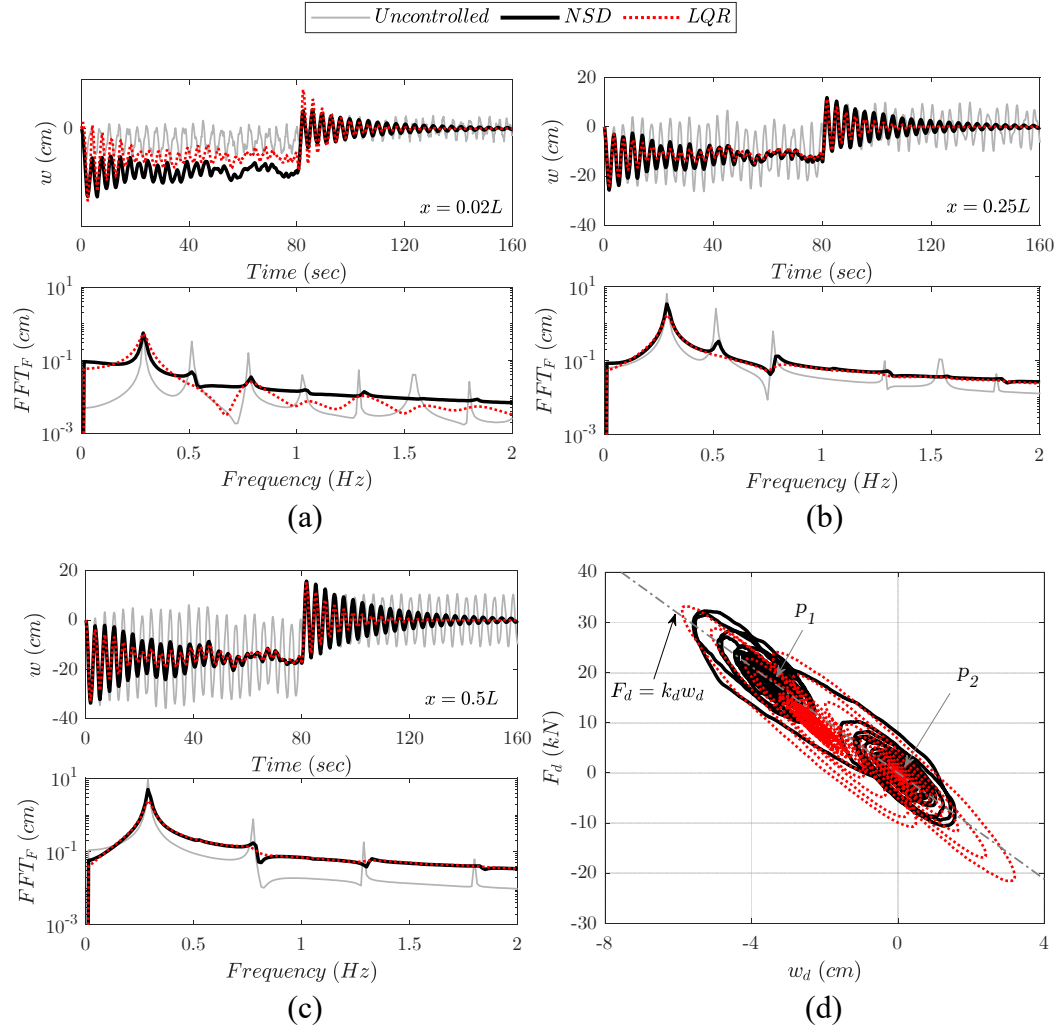 Uncontrolled NSD LQR
0
w (cm)
x = 0.02L
0 40 80 120 160
Time (sec)
10^1
10^-1
10^-3
FFT_F (cm)
0 0.5 1 1.5 2
Frequency (Hz)
(a)
20
0
-20
-40
w (cm)
x = 0.25L
0 40 80 120 160
Time (sec)
10^1
10^-1
10^-3
FFT_F (cm)
0 0.5 1 1.5 2
Frequency (Hz)
(b)
20
0
-20
-40
w (cm)
x = 0.5L
0 40 80 120 160
Time (sec)
10^1
10^-1
10^-3
FFT_F (cm)
0 0.5 1 1.5 2
Frequency (Hz)
(c)
40
30
20
10
0
-10
-20
-30
F_d (kN)
p_1
p_2
F_d = k_d w_d
-8 -4 0 4
w_d (cm)
(d)